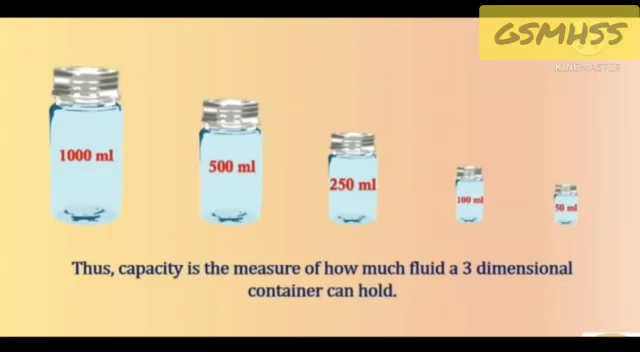 GSMHSS
KINEMASTER
1000 ml
500 ml
250 ml
100 ml
50 ml
Thus, capacity is the measure of how much fluid a 3 dimensional
container can hold.